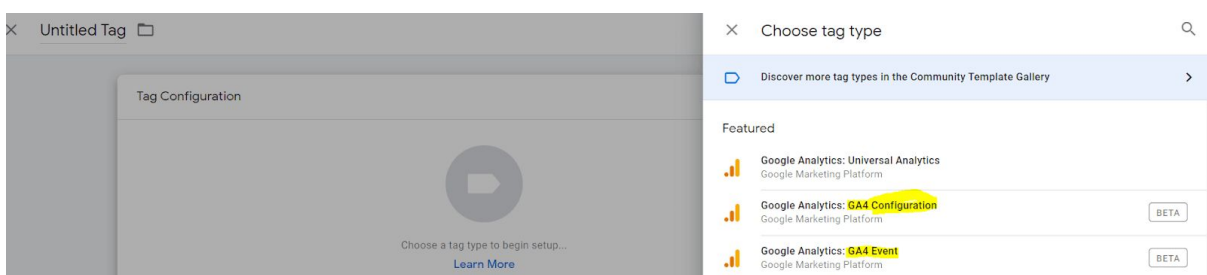 Untitled Tag
Choose tag type
Discover more tag types in the Community Template Gallery
Tag Configuration
Featured
Google Analytics: Universal Analytics
Google Marketing Platform
Google Analytics: GA4 Configuration
Google Marketing Platform
BETA
Choose a tag type to begin setup...
Learn More
Google Analytics: GA4 Event
Google Marketing Platform
BETA